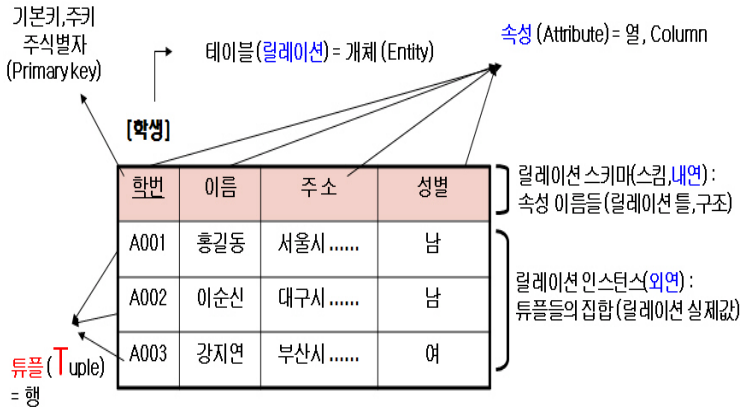 기본키,주키
주식별자
(Primary key)
테이블(릴레이션) = 개체 (Entity)
속성 (Attribute) = 열, Column
[학생]
학번 이름 주 소 성별
A001 홍길동 서울시 ...... 남
A002 이순신 대구시 ...... 남
A003 강지연 부산시 ...... 여
릴레이션 스키마(스킴,내연) :
속성 이름들 (릴레이션 틀,구조)
릴레이션 인스턴스(외연) :
튜플들의 집합 (릴레이션 실제값)
튜플 (Tuple)
= 행